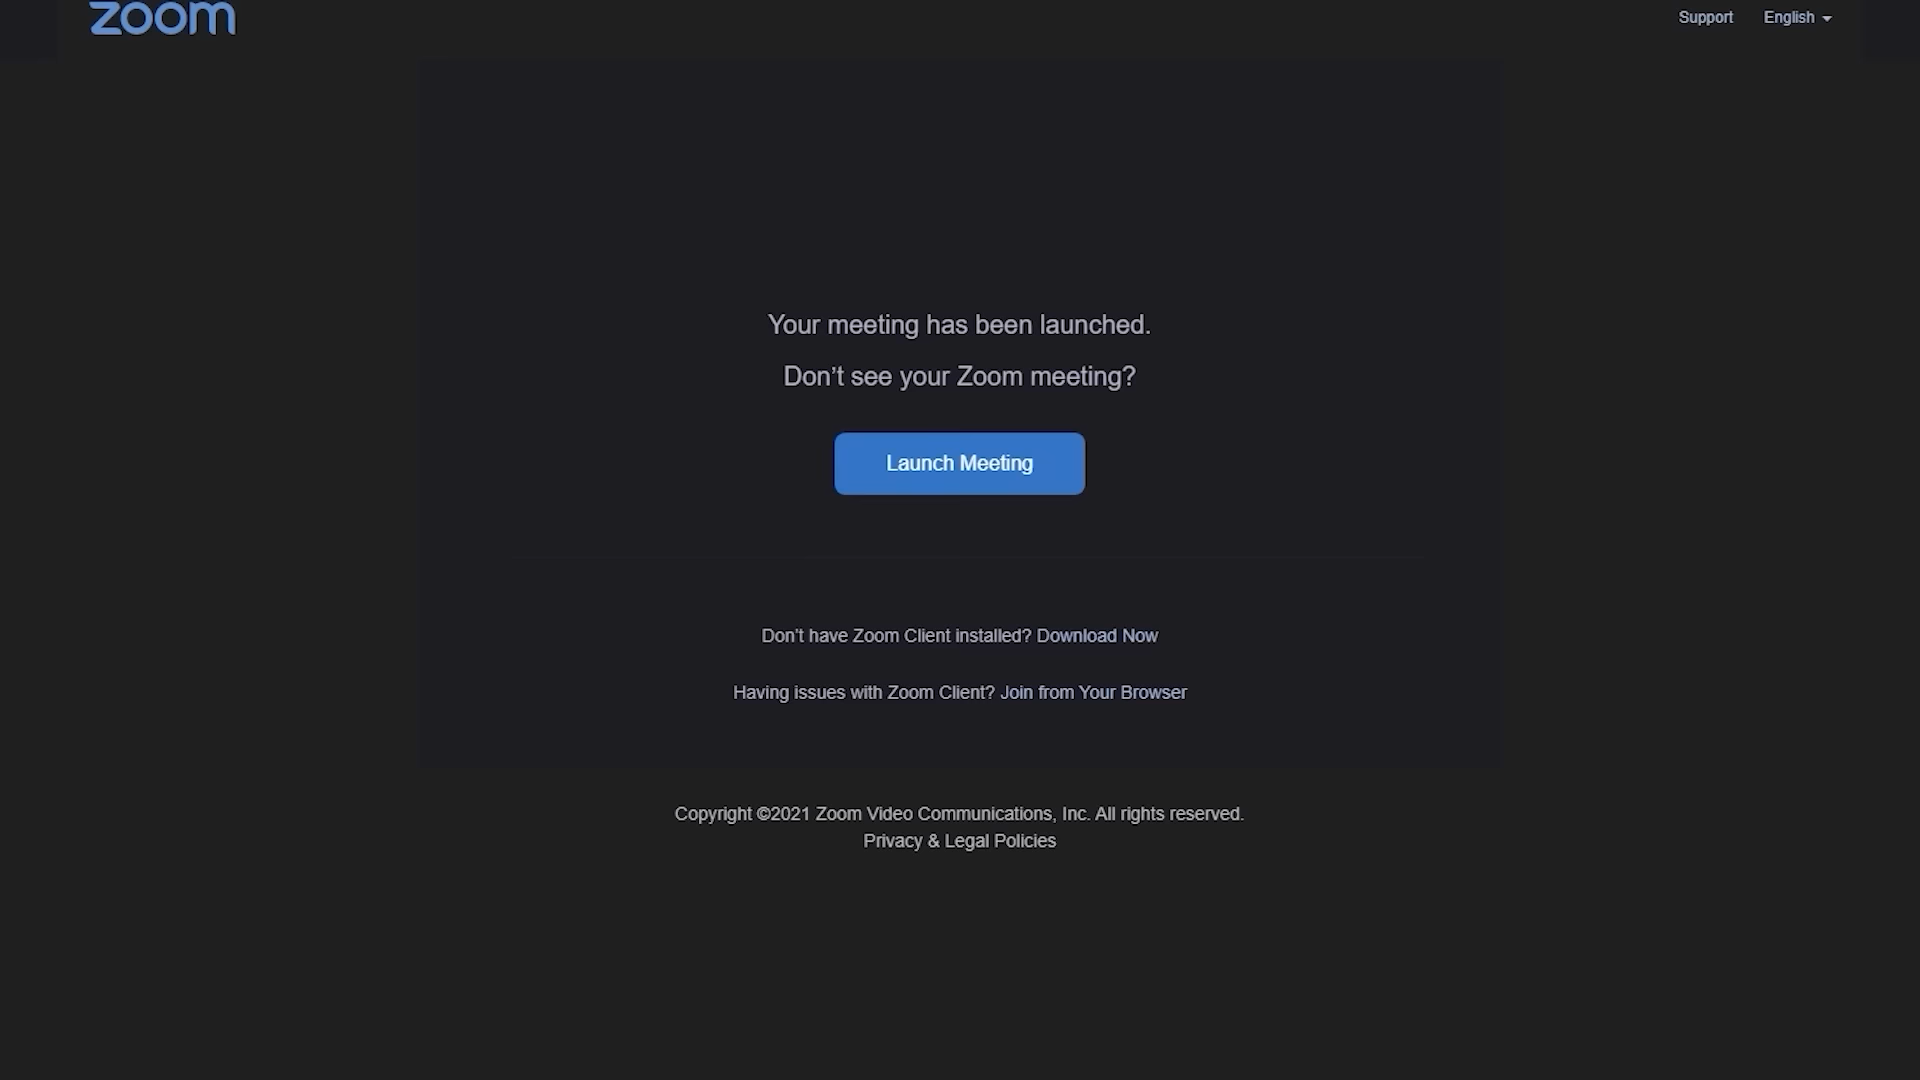 zoom
Support English
Your meeting has been launched.
Don’t see your Zoom meeting?
Launch Meeting
Don't have Zoom Client installed? Download Now
Having issues with Zoom Client? Join from Your Browser
Copyright ©2021 Zoom Video Communications, Inc. All rights reserved.
Privacy & Legal Policies